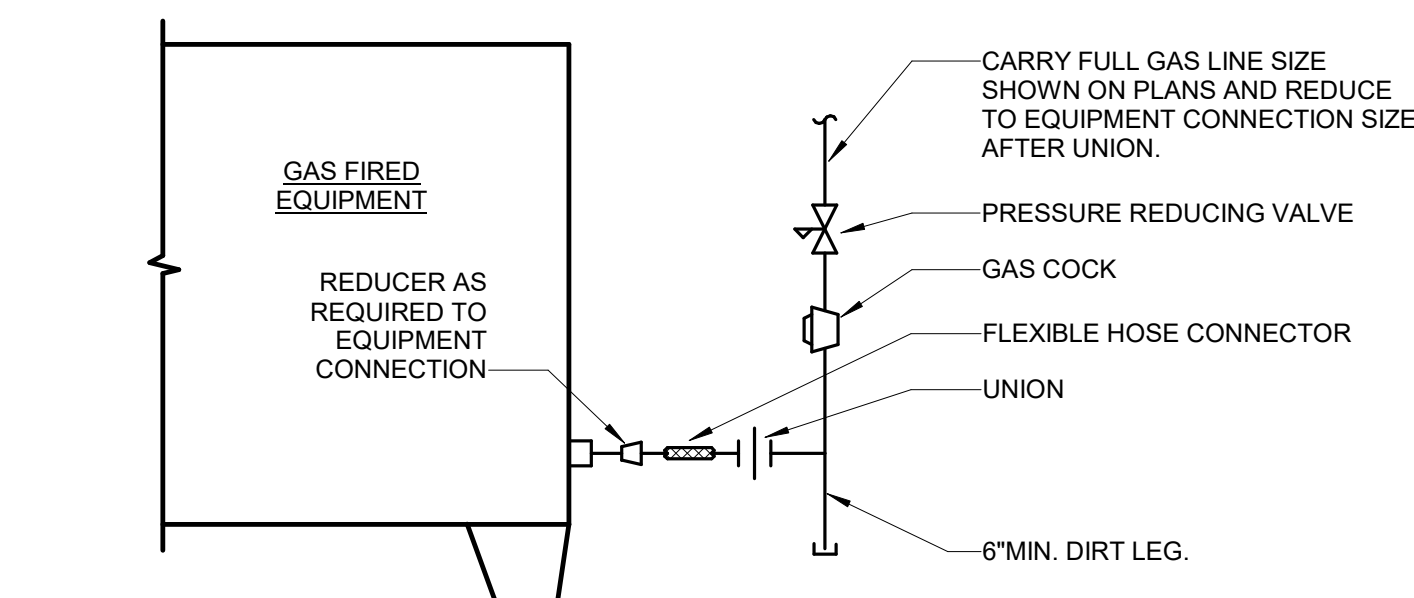 CARRY FULL GAS LINE SIZE
SHOWN ON PLANS AND REDUCE
TO EQUIPMENT CONNECTION SIZE
AFTER UNION.
GAS FIRED
EQUIPMENT
PRESSURE REDUCING VALVE
GAS COCK
REDUCER AS
REQUIRED TO
EQUIPMENT
CONNECTION
FLEXIBLE HOSE CONNECTOR
UNION
6"MIN. DIRT LEG.